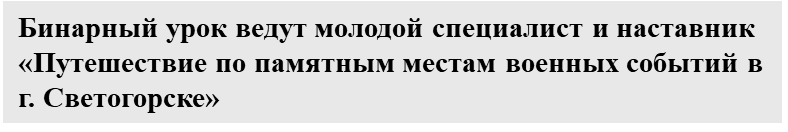 Бинарный урок ведут молодой специалист и наставник
«Путешествие по памятным местам военных событий в
г. Светогорске»